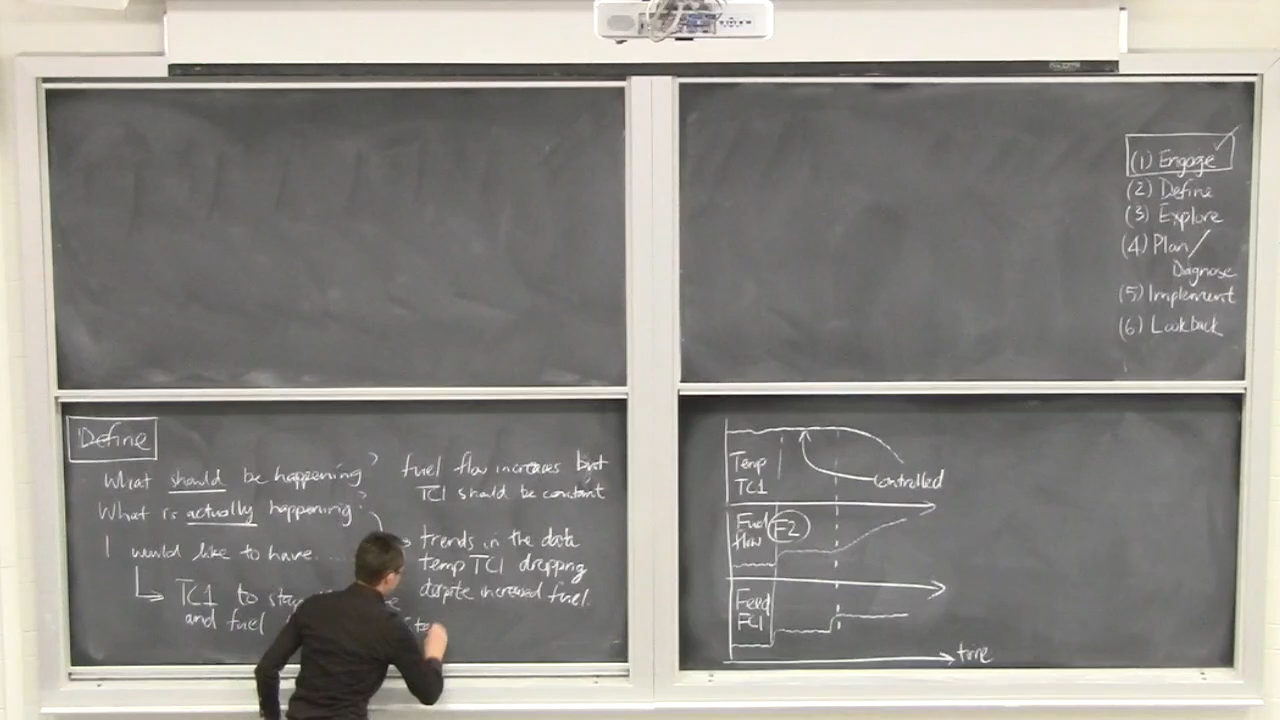 (1) Engage
(2) Define
(3) Explore
(4) Plan/
Diagnose
(5) Implement
(6) Lookback
Define
What should be happening?
What is actually happening?
I would like to have.....
TC1 to
and fuel
fuel flow increases but
TC1 should be constant
trends in the data
temp TC1 dropping
despite increased fuel.
Temp
TC1
controlled
Fuel
flow
F2
Feed
FC1
time